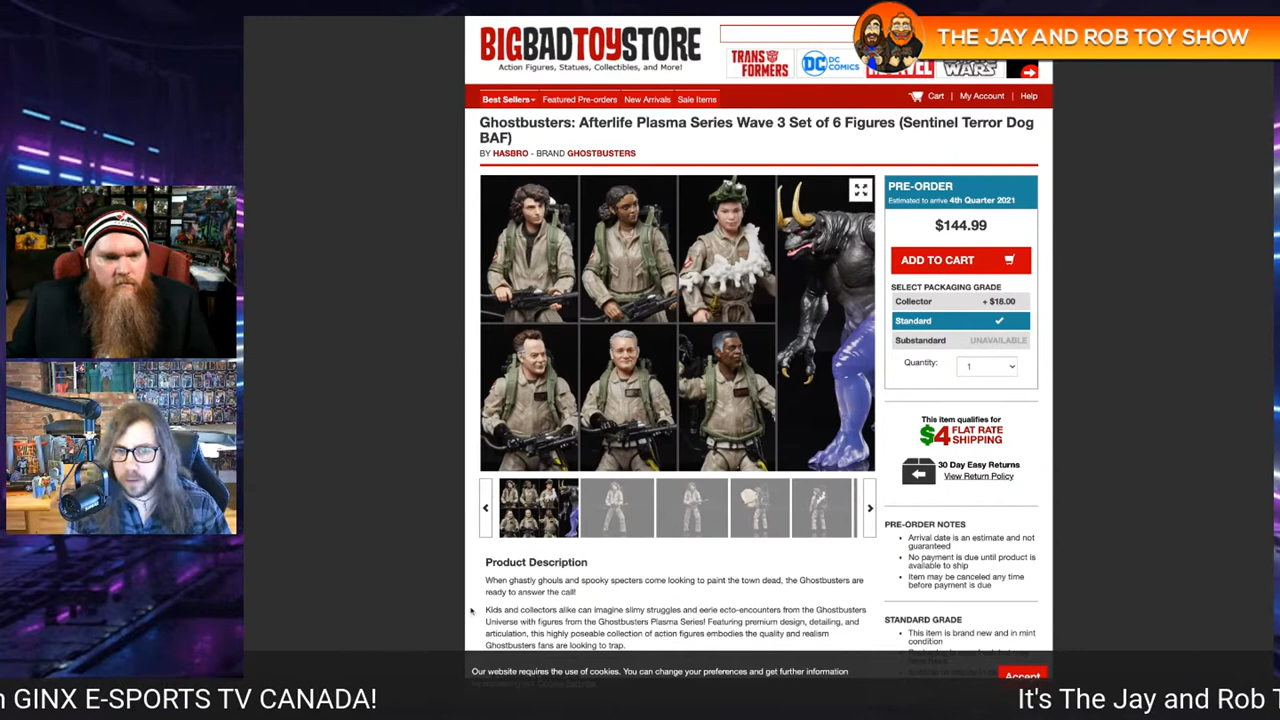 THE JAY AND ROB TOY SHOW
BIGBADTOYSTORE
Action Figures, Statues, Collectibles, and More!
TRANSFORMERS
DC COMICS
MARVEL
WARS
Best Sellers
Featured Pre-orders
New Arrivals
Sale Items
Cart | My Account | Help
Ghostbusters: Afterlife Plasma Series Wave 3 Set of 6 Figures (Sentinel Terror Dog
BAF)
BY HASBRO - BRAND GHOSTBUSTERS
PRE-ORDER
Estimated to arrive 4th Quarter 2021
$144.99
ADD TO CART
SELECT PACKAGING GRADE
Collector + $18.00
Standard
Substandard UNAVAILABLE
Quantity: 1
This item qualifies for
$4 FLAT RATE
SHIPPING
30 Day Easy Returns
View Return Policy
PRE-ORDER NOTES
• Arrival date is an estimate and not
guaranteed
• No payment is due until product is
available to ship
• Item may be canceled any time
before payment is due
STANDARD GRADE
• This item is brand new and in mint
condition
Product Description
When ghastly ghouls and spooky specters come looking to paint the town dead, the Ghostbusters are
ready to answer the call!
Kids and collectors alike can imagine slimy struggles and eerie ecto-encounters from the Ghostbusters
Universe with figures from the Ghostbusters Plasma Series! Featuring premium design, detailing, and
articulation, this highly poseable collection of action figures embodies the quality and realism
Ghostbusters fans are looking to trap.
Our website requires the use of cookies. You can change your preferences and get further information
Accept
GINX E-SPORTS TV CANADA!
It's The Jay and Rob